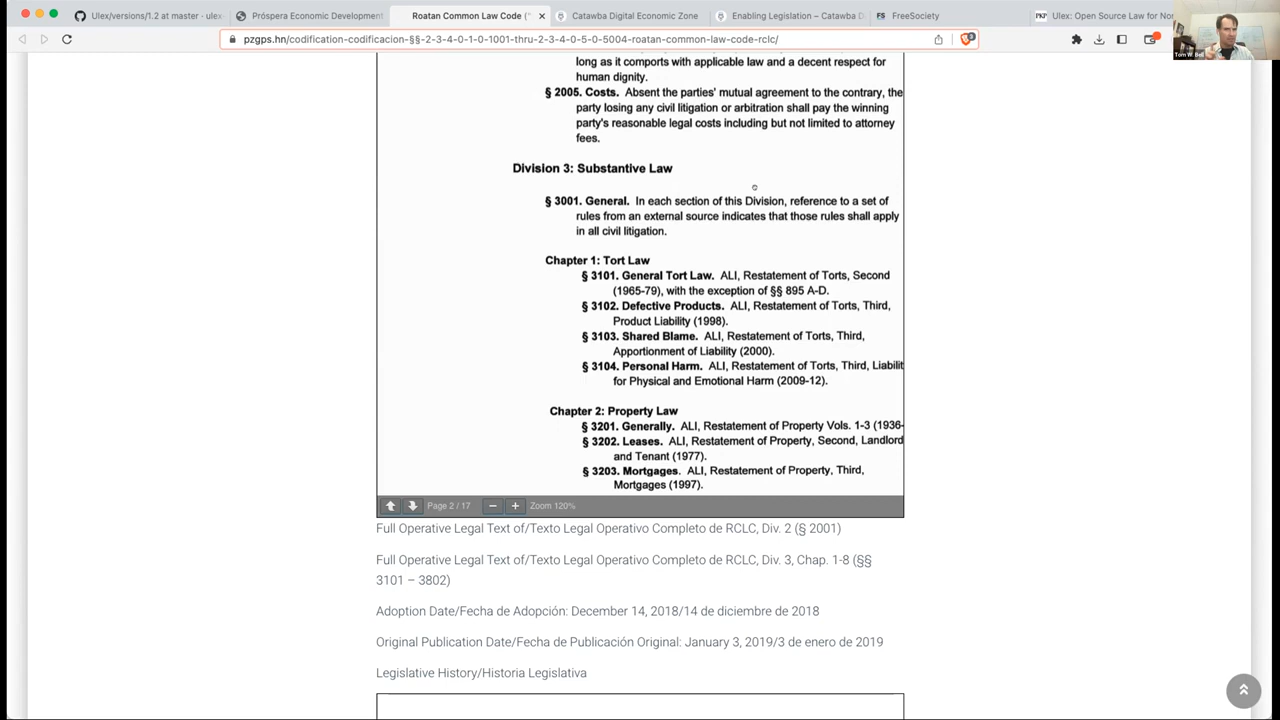 Ulex/versions/1.2 at master · ulex
Próspera Economic Development
Roatan Common Law Code ("
Catawba Digital Economic Zone
Enabling Legislation – Catawba D
FreeSociety
Ulex: Open Source Law for Non
pzgps.hn/codification-codificacion-§§-2-3-4-0-1-0-1001-thru-2-3-4-0-5-0-5004-roatan-common-law-code-rclc/
Tom W. Bell
long as it comports with applicable law and a decent respect for
human dignity.
§ 2005. Costs. Absent the parties' mutual agreement to the contrary, the
party losing any civil litigation or arbitration shall pay the winning
party's reasonable legal costs including but not limited to attorney
fees.
Division 3: Substantive Law
§ 3001. General. In each section of this Division, reference to a set of
rules from an external source indicates that those rules shall apply
in all civil litigation.
Chapter 1: Tort Law
§ 3101. General Tort Law. ALI, Restatement of Torts, Second
(1965-79), with the exception of §§ 895 A-D.
§ 3102. Defective Products. ALI, Restatement of Torts, Third,
Product Liability (1998).
§ 3103. Shared Blame. ALI, Restatement of Torts, Third,
Apportionment of Liability (2000).
§ 3104. Personal Harm. ALI, Restatement of Torts, Third, Liabilit
for Physical and Emotional Harm (2009-12).
Chapter 2: Property Law
§ 3201. Generally. ALI, Restatement of Property Vols. 1-3 (1936-
§ 3202. Leases. ALI, Restatement of Property, Second, Landlord
and Tenant (1977).
§ 3203. Mortgages. ALI, Restatement of Property, Third,
Mortgages (1997).
Page 2 / 17
Zoom 120%
Full Operative Legal Text of/Texto Legal Operativo Completo de RCLC, Div. 2 (§ 2001)
Full Operative Legal Text of/Texto Legal Operativo Completo de RCLC, Div. 3, Chap. 1-8 (§§
3101 – 3802)
Adoption Date/Fecha de Adopción: December 14, 2018/14 de diciembre de 2018
Original Publication Date/Fecha de Publicación Original: January 3, 2019/3 de enero de 2019
Legislative History/Historia Legislativa